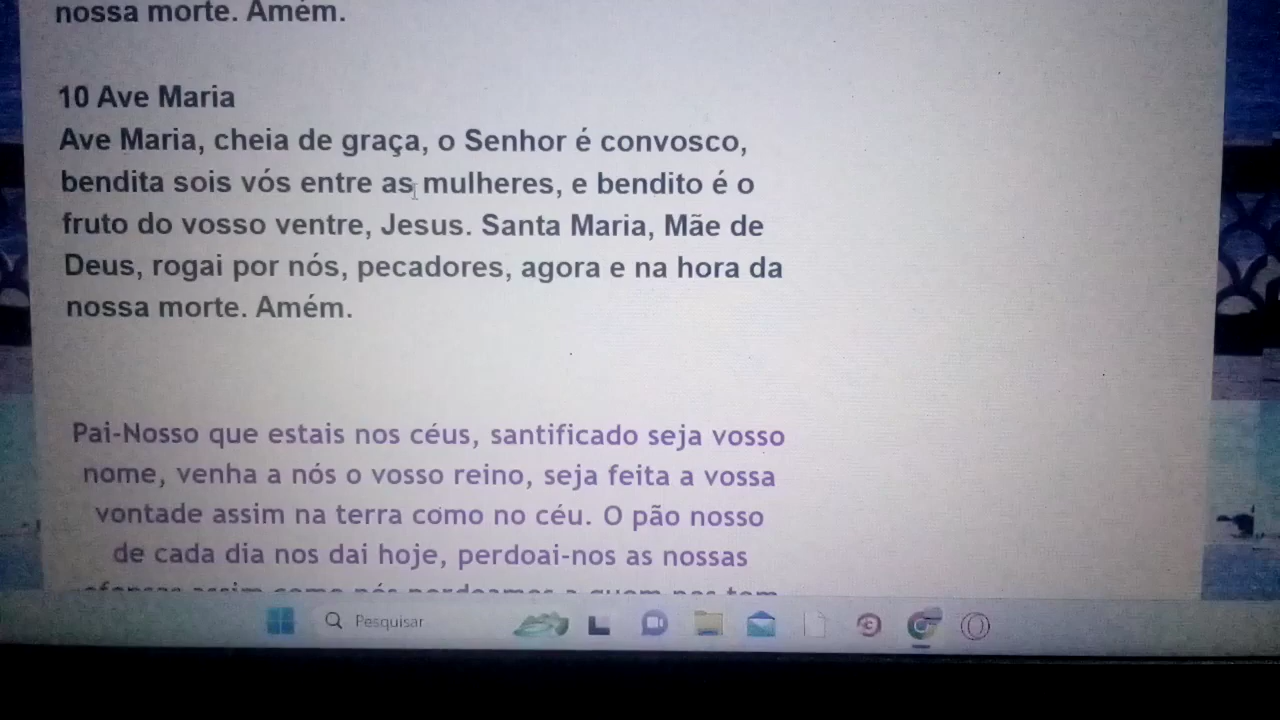 nossa morte. Amém.
10 Ave Maria
Ave Maria, cheia de graça, o Senhor é convosco,
bendita sois vós entre as mulheres, e bendito é o
fruto do vosso ventre, Jesus. Santa Maria, Mãe de
Deus, rogai por nós, pecadores, agora e na hora da
nossa morte. Amém.
Pai-Nosso que estais nos céus, santificado seja vosso
nome, venha a nós o vosso reino, seja feita a vossa
vontade assim na terra como no céu. O pão nosso
de cada dia nos dai hoje, perdoai-nos as nossas
Pesquisar